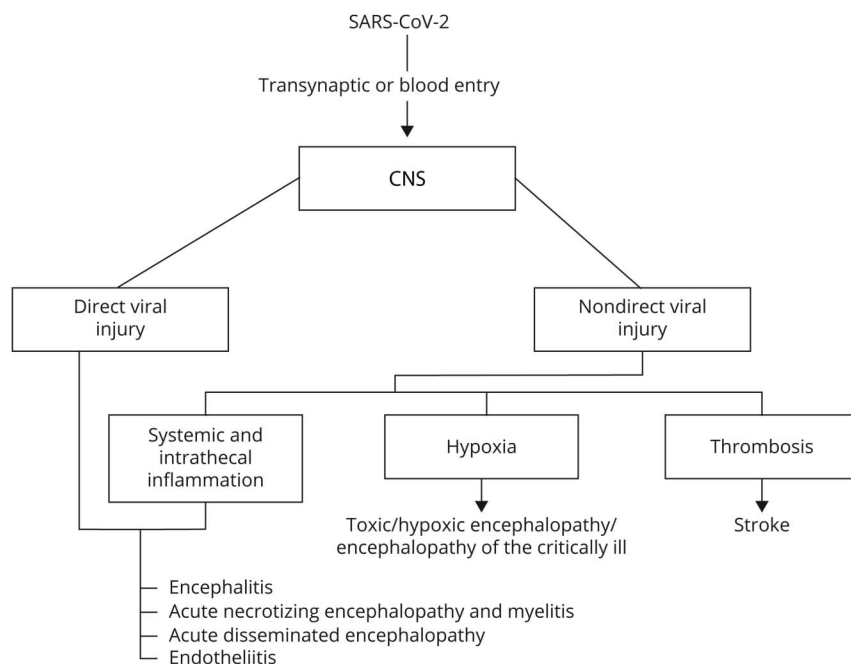 SARS-CoV-2
Transynaptic or blood entry
CNS
Direct viral
injury
Nondirect viral
injury
Systemic and
intrathecal
inflammation
Hypoxia
Thrombosis
Toxic/hypoxic encephalopathy/
encephalopathy of the critically ill
Stroke
Encephalitis
Acute necrotizing encephalopathy and myelitis
Acute disseminated encephalopathy
Endotheliitis